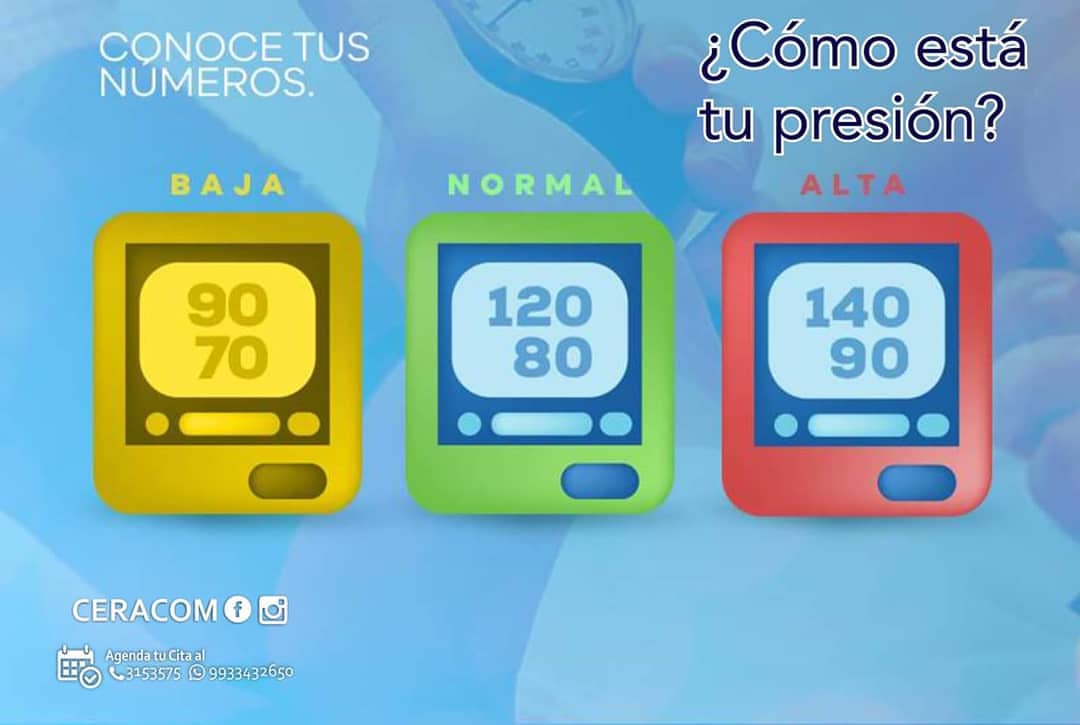 CONOCE TUS
NÚMEROS.
¿Cómo está
tu presión?
BAJA
NORMAL
ALTA
90
70
120
80
140
90
CERACOM
Agenda tu Cita al
3153575 9933432650